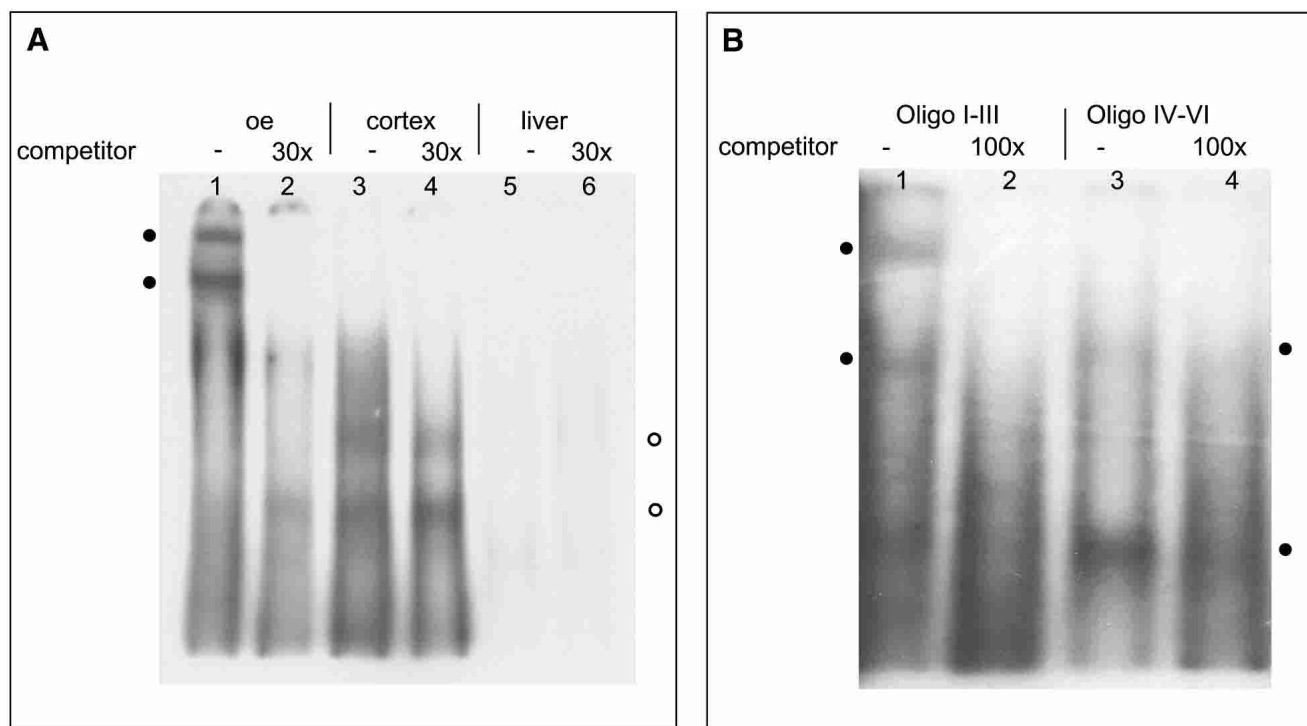 A
oe cortex liver
competitor - 30x - 30x - 30x
1 2 3 4 5 6
B
Oligo I-III Oligo IV-VI
competitor - 100x - 100x
1 2 3 4